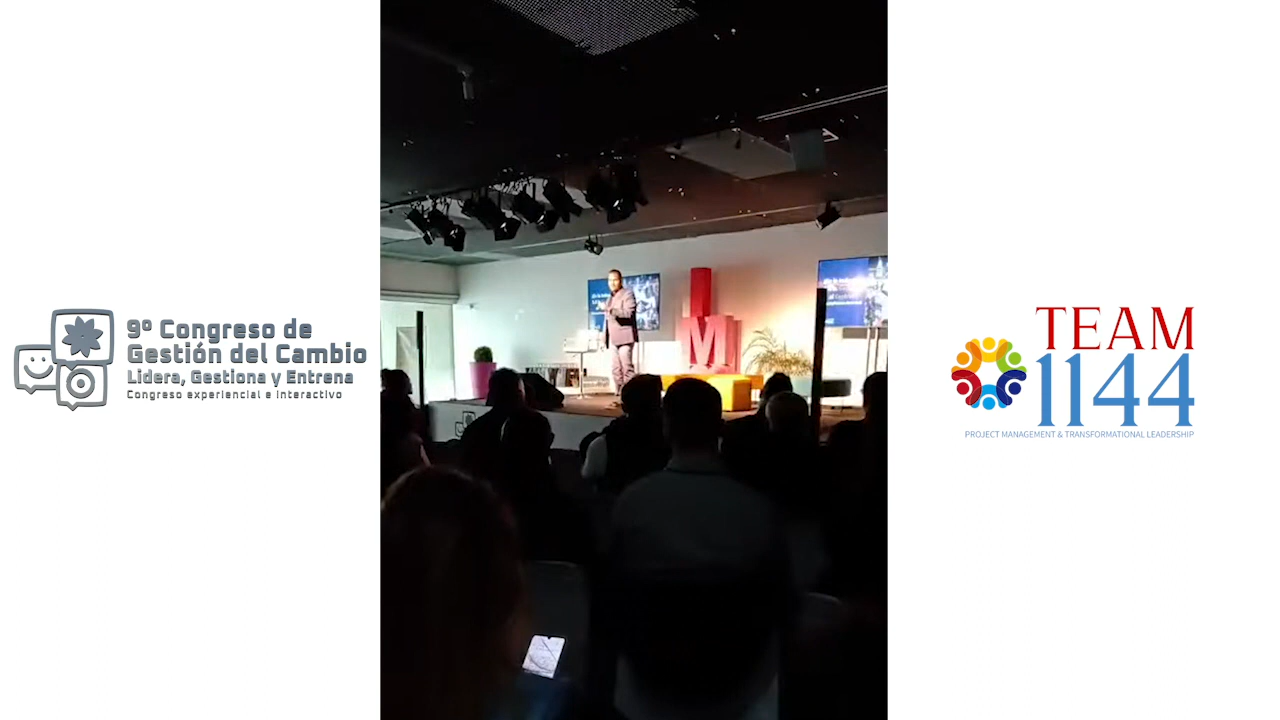 9º Congreso de
Gestión del Cambio
Lidera, Gestiona y Entrena
Congreso experiencial e interactivo
M
TEAM
1144
PROJECT MANAGEMENT & TRANSFORMATIONAL LEADERSHIP